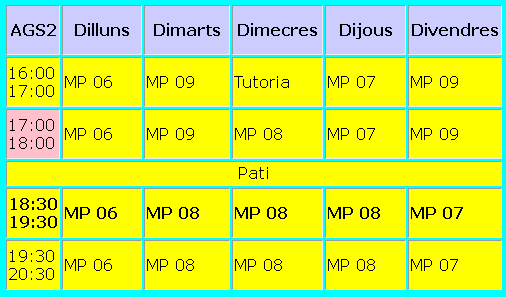 AGS2 Dilluns Dimarts Dimecres Dijous Divendres
16:00
17:00 MP 06 MP 09 Tutoria MP 07 MP 09
17:00
18:00 MP 06 MP 09 MP 08 MP 07 MP 09
Pati
18:30
19:30 MP 06 MP 08 MP 08 MP 08 MP 07
19:30
20:30 MP 06 MP 08 MP 08 MP 08 MP 07